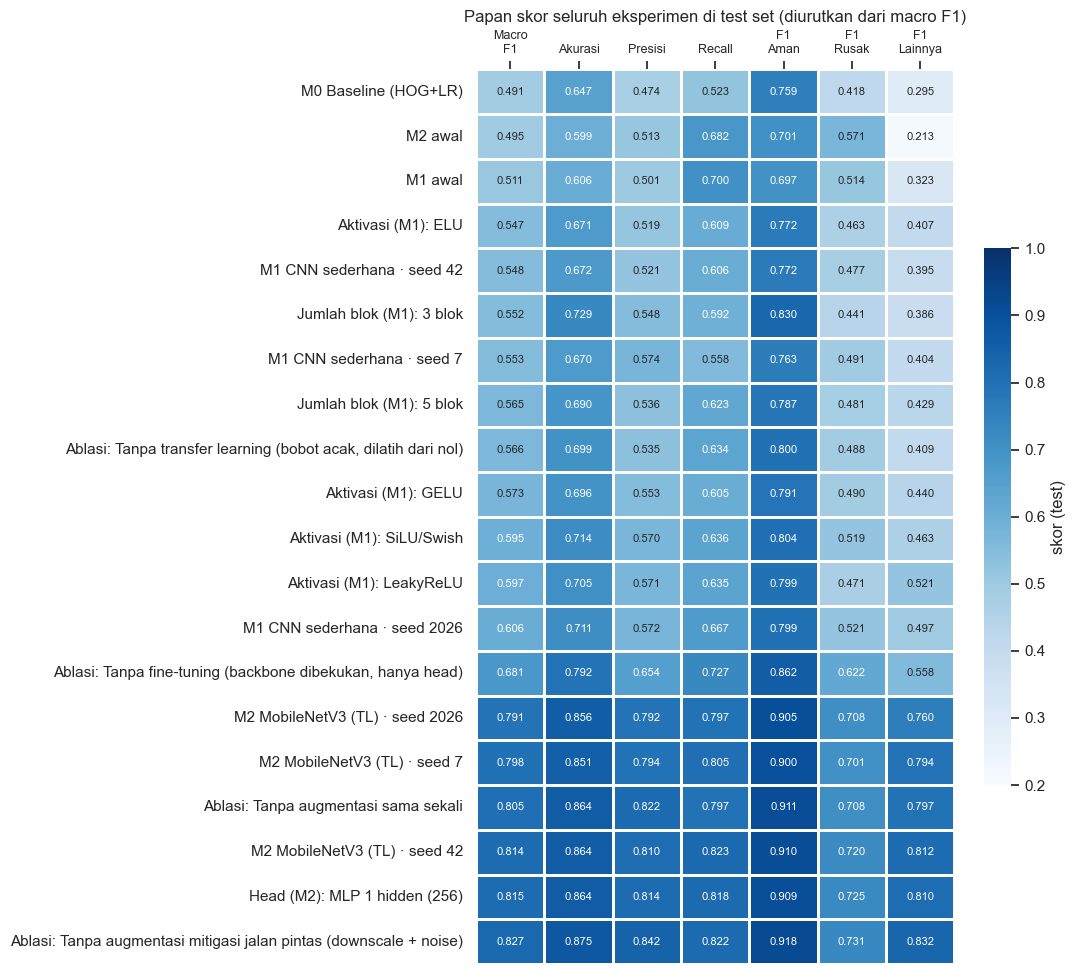 Papan skor seluruh eksperimen di test set (diurutkan dari macro F1)
Macro F1 Akurasi Presisi Recall F1 Aman F1 Rusak F1 Lainnya
M0 Baseline (HOG+LR) 0.491 0.647 0.474 0.523 0.759 0.418 0.295
M2 awal 0.495 0.599 0.513 0.682 0.701 0.571 0.213
M1 awal 0.511 0.606 0.501 0.700 0.697 0.514 0.323
Aktivasi (M1): ELU 0.547 0.671 0.519 0.609 0.772 0.463 0.407
M1 CNN sederhana · seed 42 0.548 0.672 0.521 0.606 0.772 0.477 0.395
Jumlah blok (M1): 3 blok 0.552 0.729 0.548 0.592 0.830 0.441 0.386
M1 CNN sederhana · seed 7 0.553 0.670 0.574 0.558 0.763 0.491 0.404
Jumlah blok (M1): 5 blok 0.565 0.690 0.536 0.623 0.787 0.481 0.429
Ablasi: Tanpa transfer learning (bobot acak, dilatih dari nol) 0.566 0.699 0.535 0.634 0.800 0.488 0.409
Aktivasi (M1): GELU 0.573 0.696 0.553 0.605 0.791 0.490 0.440
Aktivasi (M1): SiLU/Swish 0.595 0.714 0.570 0.636 0.804 0.519 0.463
Aktivasi (M1): LeakyReLU 0.597 0.705 0.571 0.635 0.799 0.471 0.521
M1 CNN sederhana · seed 2026 0.606 0.711 0.572 0.667 0.799 0.521 0.497
Ablasi: Tanpa fine-tuning (backbone dibekukan, hanya head) 0.681 0.792 0.654 0.727 0.862 0.622 0.558
M2 MobileNetV3 (TL) · seed 2026 0.791 0.856 0.792 0.797 0.905 0.708 0.760
M2 MobileNetV3 (TL) · seed 7 0.798 0.851 0.794 0.805 0.900 0.701 0.794
Ablasi: Tanpa augmentasi sama sekali 0.805 0.864 0.822 0.797 0.911 0.708 0.797
M2 MobileNetV3 (TL) · seed 42 0.814 0.864 0.810 0.823 0.910 0.720 0.812
Head (M2): MLP 1 hidden (256) 0.815 0.864 0.814 0.818 0.909 0.725 0.810
Ablasi: Tanpa augmentasi mitigasi jalan pintas (downscale + noise) 0.827 0.875 0.842 0.822 0.918 0.731 0.832
1.0
0.9
0.8
0.7
0.6
0.5
0.4
0.3
0.2
skor (test)